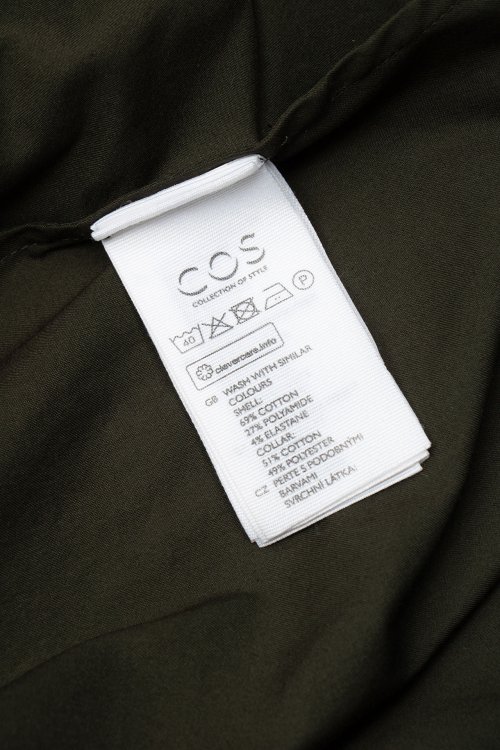 COS
COLLECTION OF STYLE
40 P
clevercare.info
GB WASH WITH SIMILAR
COLOURS
SHELL:
69% COTTON
27% POLYAMIDE
4% ELASTANE
COLLAR:
51% COTTON
49% POLYESTER
CZ PERTE S PODOBNÝMI
BARVAMI
SVRCHNÍ LÁTKA: